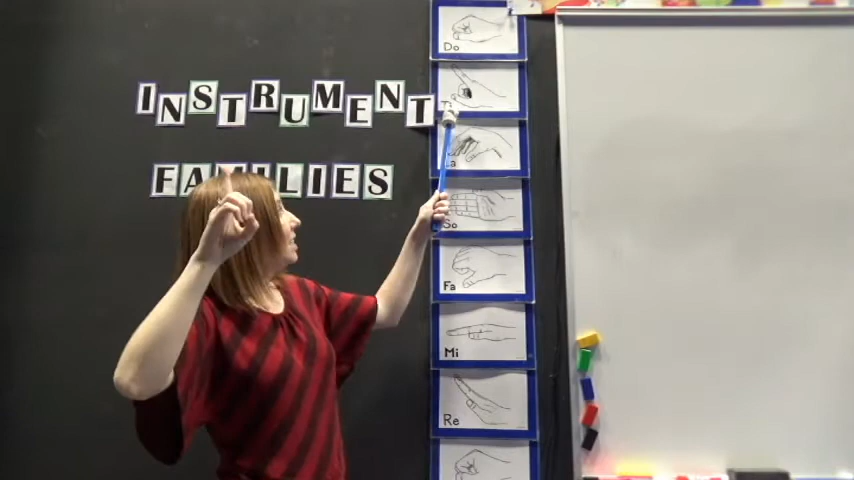 INSTRUMENT
FAMILIES
Do
La
So
Fa
Mi
Re